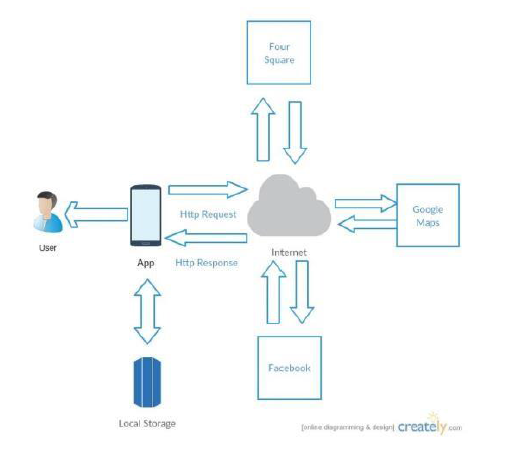 Four
Square
Http Request
Google
Maps
User
App
Http Response
Internet
Facebook
Local Storage
[online diagramming & design] creately.com